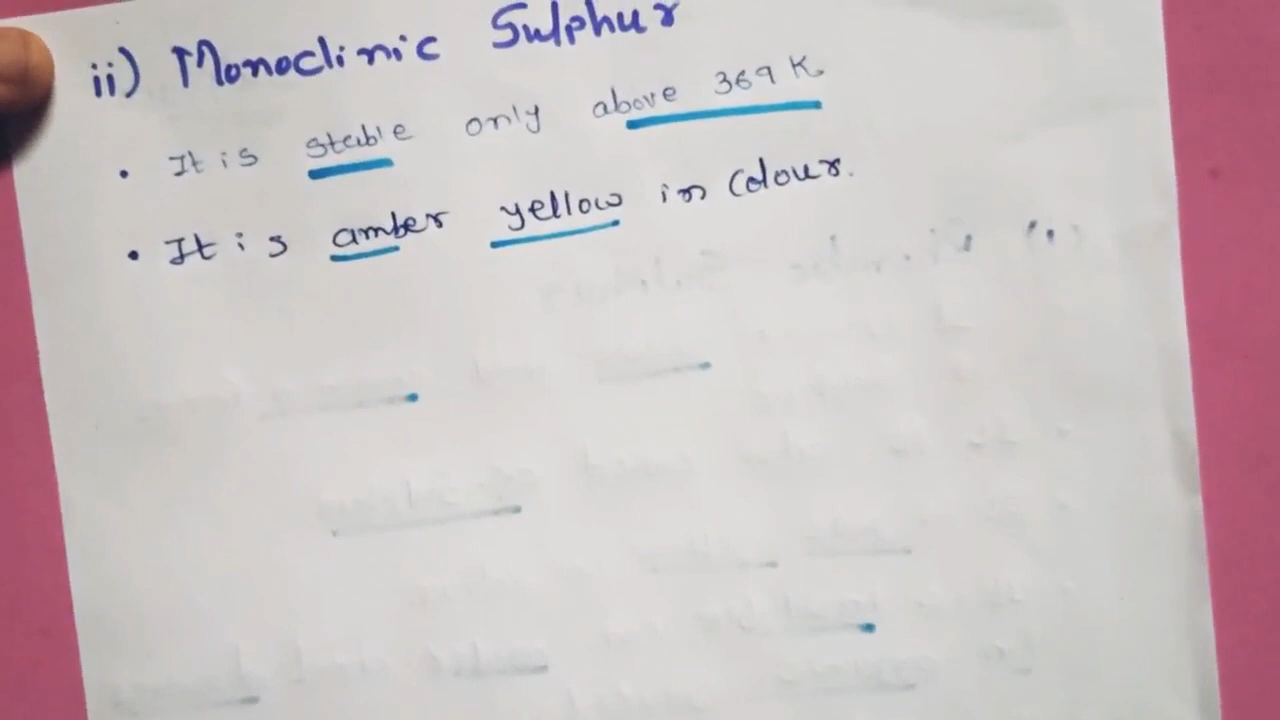 ii) Monoclinic Sulphur
• It is stable only above 369 K
• It is amber yellow in colour.